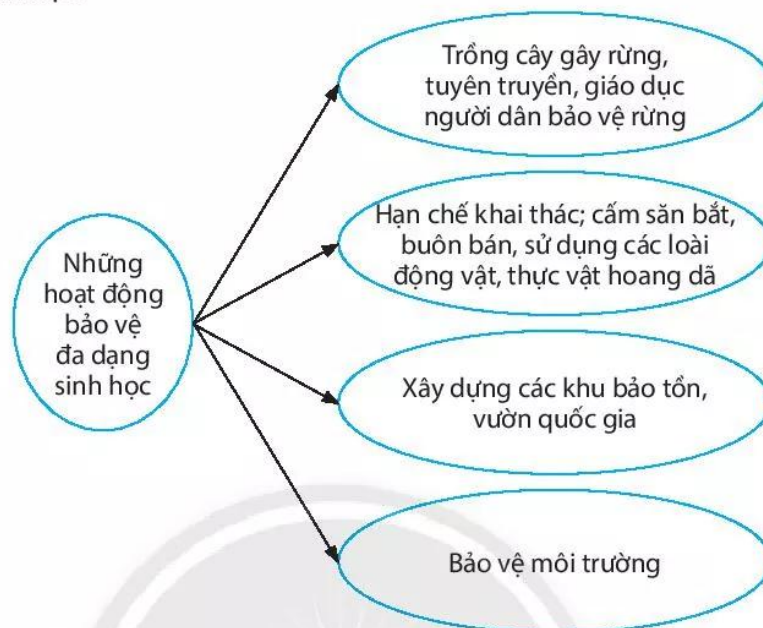 Trồng cây gây rừng,
tuyên truyền, giáo dục
người dân bảo vệ rừng
Hạn chế khai thác; cấm săn bắt,
buôn bán, sử dụng các loài
động vật, thực vật hoang dã
Những
hoạt động
bảo vệ
đa dạng
sinh học
Xây dựng các khu bảo tồn,
vườn quốc gia
Bảo vệ môi trường